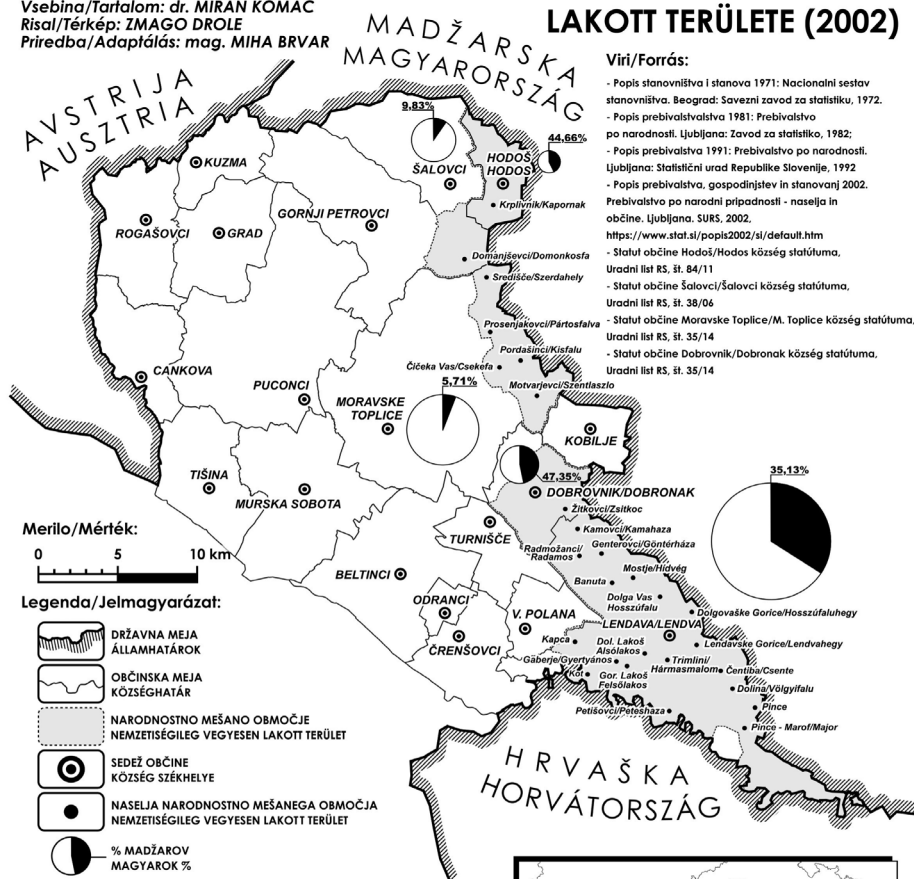 Vsebina/Tartalom: dr. MIRAN KOMAC
Risal/Térkép: ZMAGO DROLE
Priredba/Adaptálás: mag. MIHA BRVAR
LAKOTT TERÜLETE (2002)
Viri/Forrás:
- Popis stanovništva i stanova 1971: Nacionalni sestav
stanovništva. Beograd: Savezni zavod za statistiku, 1972.
- Popis prebivalstvalstva 1981: Prebivalstvo
po narodnosti. Ljubljana: Zavod za statistiko, 1982;
- Popis prebivalstva 1991: Prebivalstvo po narodnosti.
Ljubljana: Statistični urad Republike Slovenije, 1992
- Popis prebivalstva, gospodinjstev in stanovanj 2002.
Prebivalstvo po narodni pripadnosti - naselja in
občine. Ljubljana. SURS, 2002,
https://www.stat.si/popis2002/si/default.htm
- Statut občine Hodoš/Hodos község statútuma,
Uradni list RS, št. 84/11
- Statut občine Šalovci/Šalovci község statútuma,
Uradni list RS, št. 38/06
- Statut občine Moravske Toplice/M. Toplice község statútuma,
Uradni list RS, št. 35/14
- Statut občine Dobrovnik/Dobronak község statútuma,
Uradni list RS, št. 35/14
AVSTRIJA
AUSZTRIA
MADŽARSKA
MAGYARORSZÁG
9,83%
44,66%
KUZMA
ŠALOVCI
HODOŠ
HODOS
Krplivnik/Kapornak
ROGAŠOVCI
GRAD
GORNJI PETROVCI
Domanjševci/Domonkosfa
Središče/Szerdahely
Prosenjakovci/Pártosfalva
Pordašinci/Kisfalu
Čičeka Vas/Csekefa
Motvarjevci/Szentlaszlo
CANKOVA
PUCONCI
5,71%
MORAVSKE
TOPLICE
KOBILJE
47,35%
35,13%
TIŠINA
MURSKA SOBOTA
DOBROVNIK/DOBRONAK
Žitkovci/Zsitkoc
TURNIŠČE
Kamovci/Kamahaza
Radmožanci/
Radamos
Genterovci/Göntérháza
Mostje/Hidvég
Banuta
BELTINCI
Dolga Vas
Hosszúfalu
Dolgovaške Gorice/Hosszúfaluhegy
ODRANCI
V. POLANA
LENDAVA/LENDVA
ČRENŠOVCI
Kapca
Dol. Lakoš
Alsólakos
Lendavske Gorice/Lendvahegy
Gaberje/Gyertyános
Trimlini/
Hármasmalom
Čentiba/Csente
Kot
Gor. Lakoš
Felsölakos
Dolina/Völgyifalu
Petišovci/Petesháza
Pince
Pince - Marof/Major
HRVAŠKA
HORVÁTORSZÁG
Merilo/Mérték:
0 5 10 km
Legenda/Jelmagyarázat:
DRŽAVNA MEJA
ÁLLAMHATÁROK
OBČINSKA MEJA
KÖZSÉGHATÁR
NARODNOSTNO MEŠANO OBMOČJE
NEMZETISÉGILEG VEGYESEN LAKOTT TERÜLET
SEDEŽ OBČINE
KÖZSÉG SZÉKHELYE
NASELJA NARODNOSTNO MEŠANEGA OBMOČJA
NEMZETISÉGILEG VEGYESEN LAKOTT TERÜLET
% MADŽAROV
MAGYAROK %